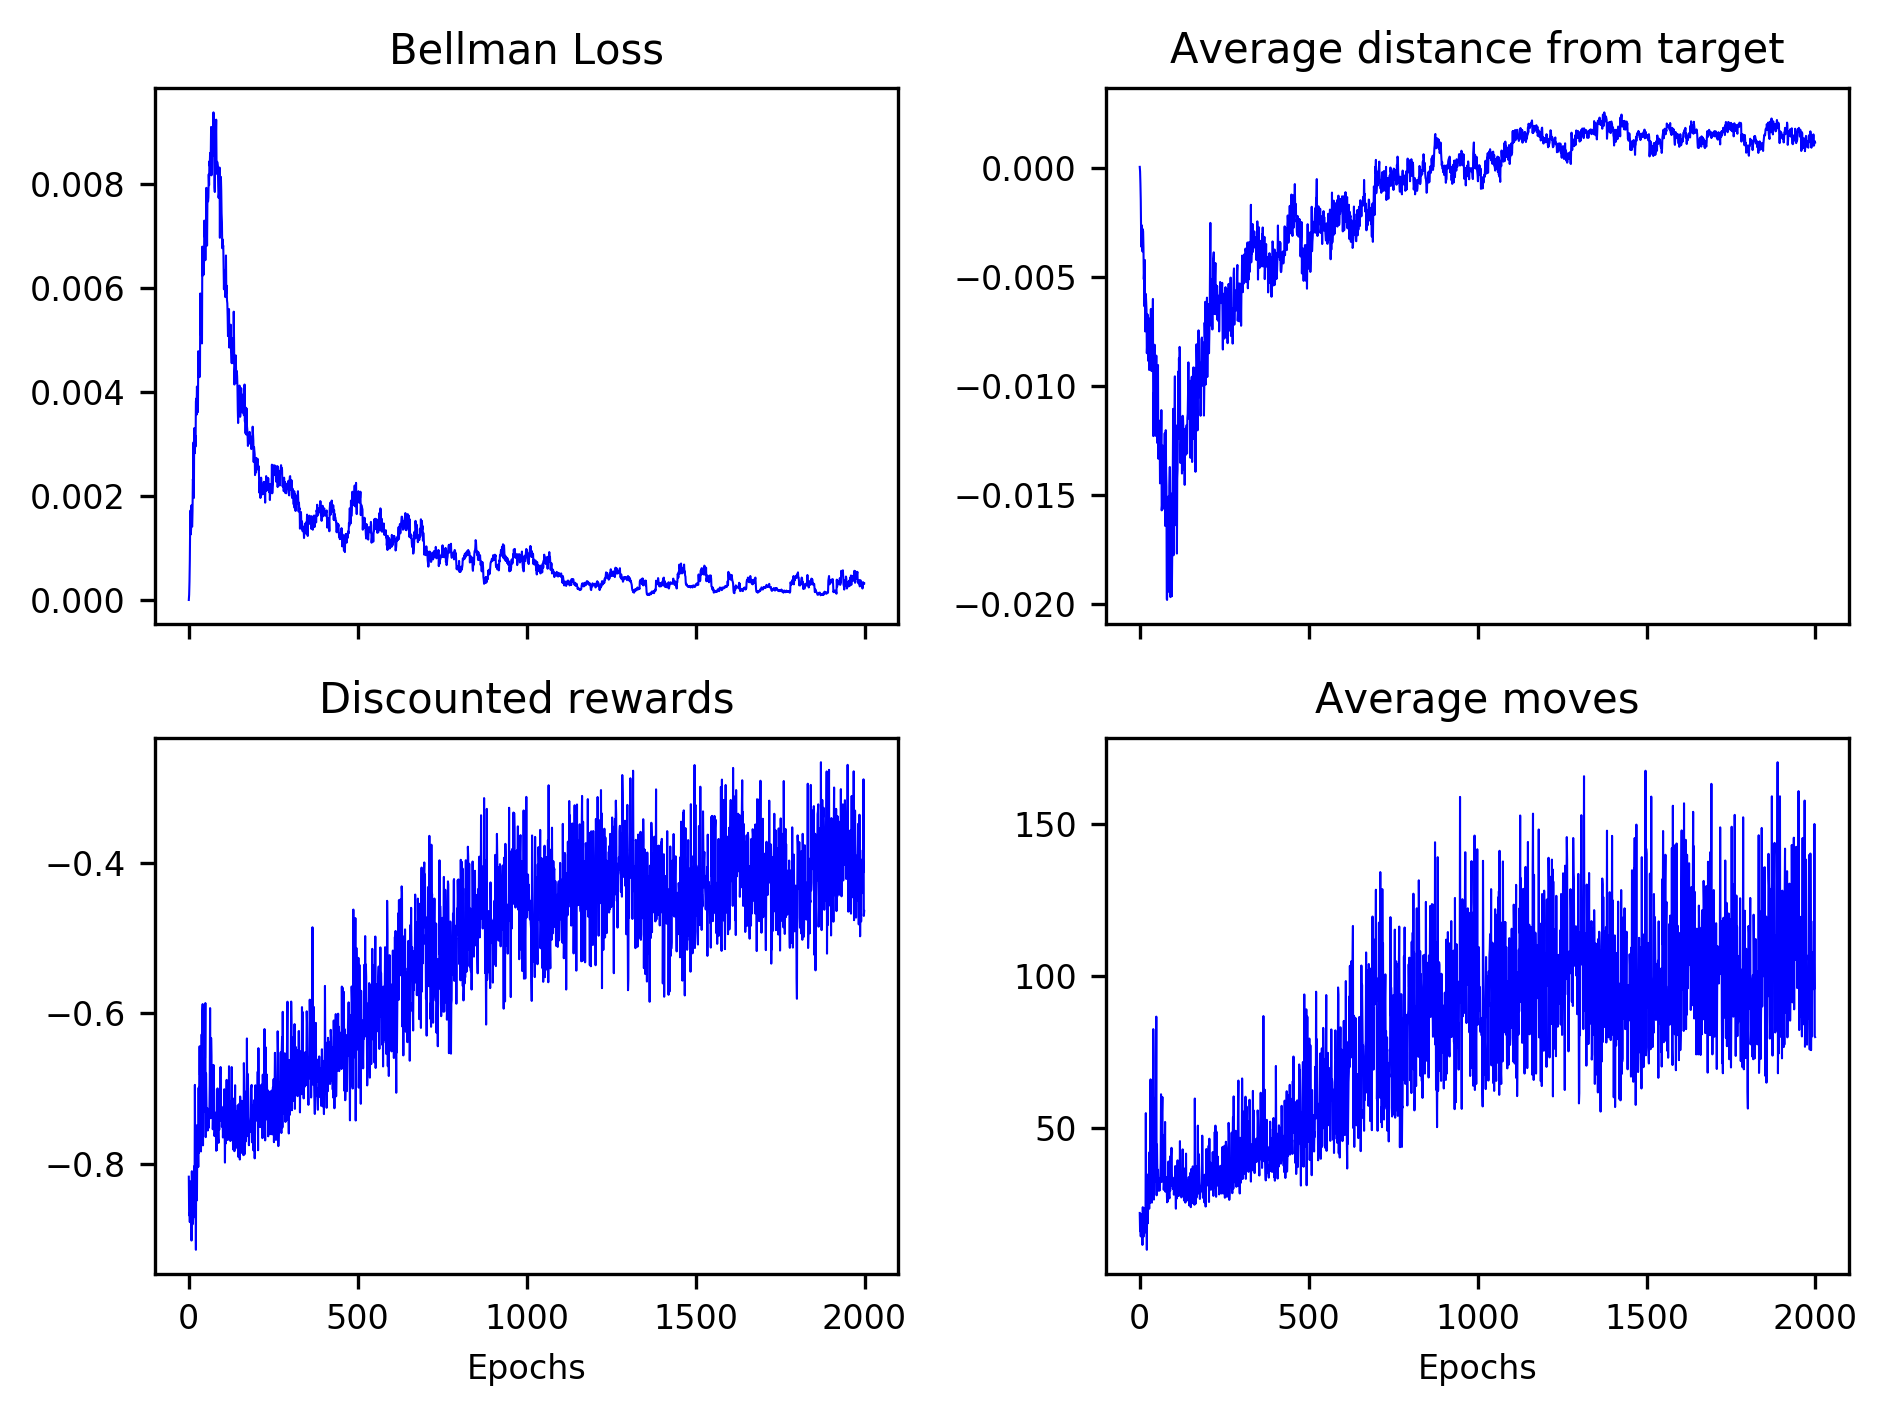 Bellman Loss
0.008
0.006
0.004
0.002
0.000
Average distance from target
0.000
−0.005
−0.010
−0.015
−0.020
Discounted rewards
−0.4
−0.6
−0.8
0 500 1000 1500 2000
Epochs
Average moves
150
100
50
0 500 1000 1500 2000
Epochs